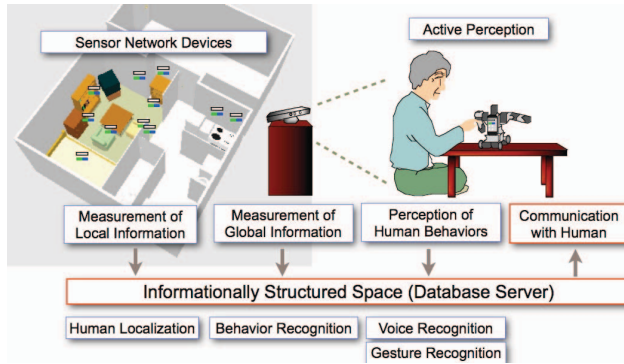 Sensor Network Devices
Active Perception
Measurement of
Local Information
Measurement of
Global Information
Perception of
Human Behaviors
Communication
with Human
Informationally Structured Space (Database Server)
Human Localization
Behavior Recognition
Voice Recognition
Gesture Recognition